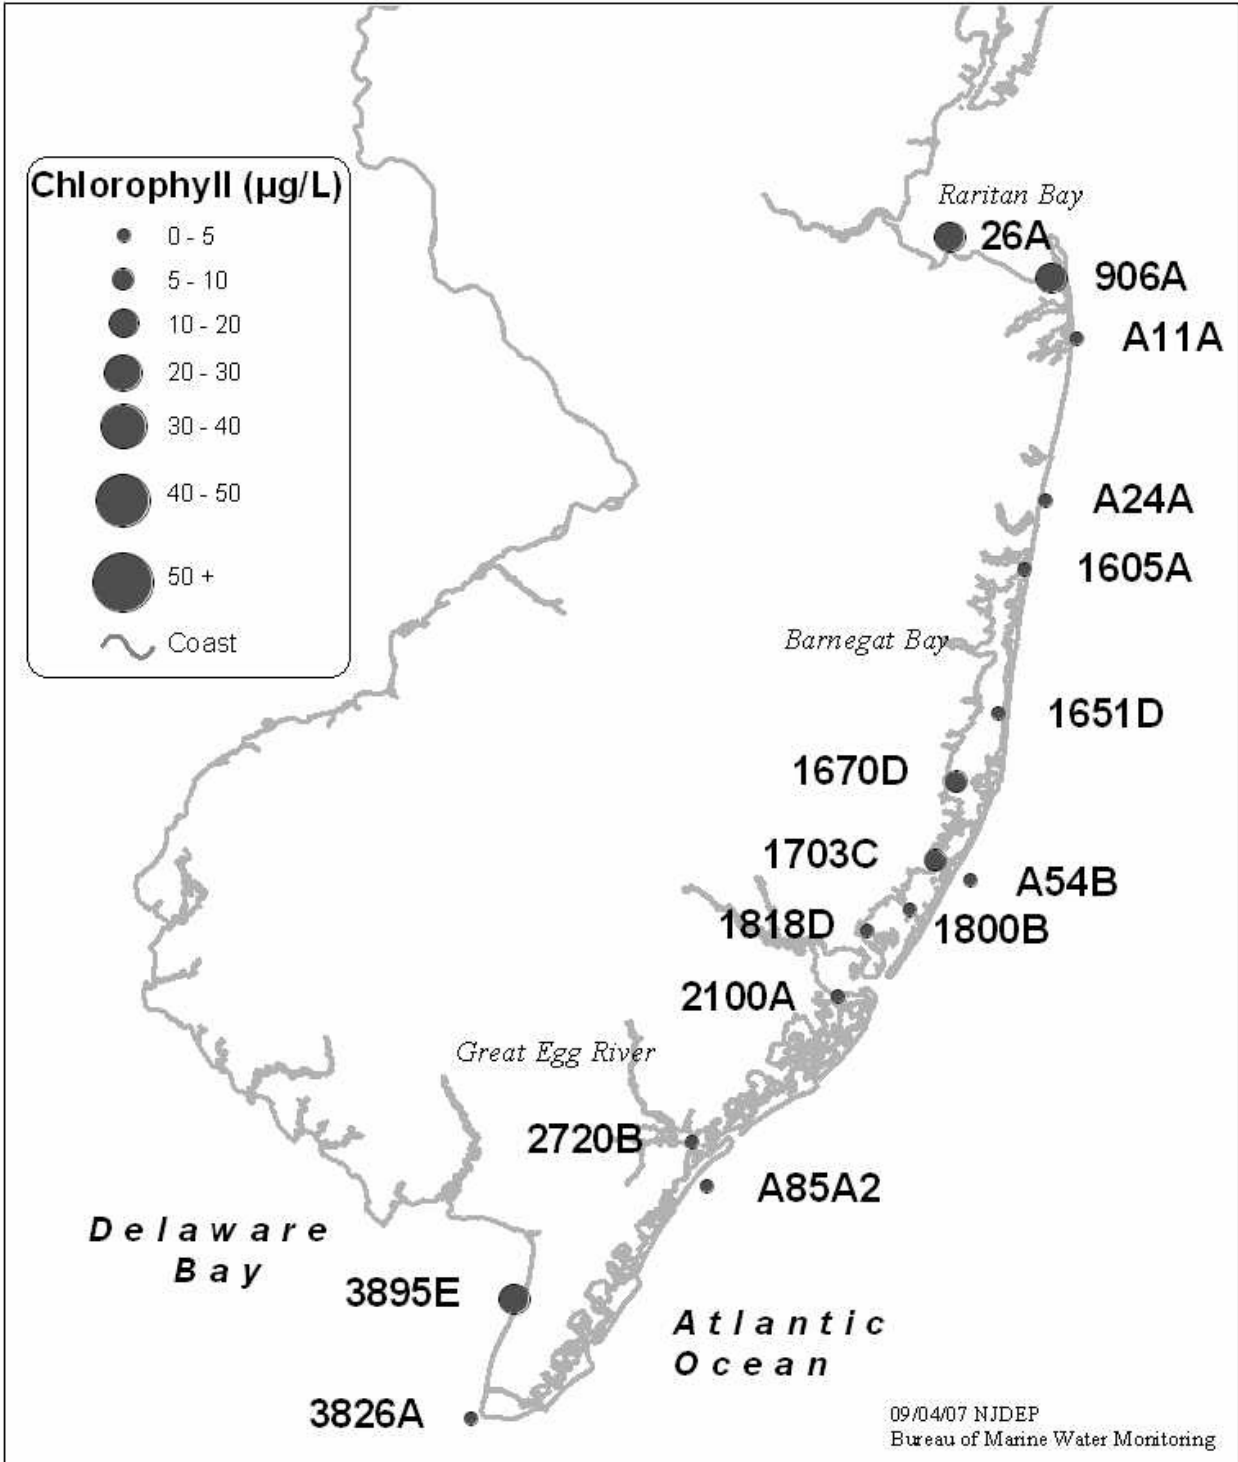 Chlorophyll (µg/L)
0 - 5
5 - 10
10 - 20
20 - 30
30 - 40
40 - 50
50 +
Coast
Raritan Bay
26A
906A
A11A
A24A
1605A
Barnegat Bay
1651D
1670D
1703C
A54B
1818D
1800B
2100A
Great Egg River
2720B
A85A2
Delaware
Bay
3895E
Atlantic
Ocean
3826A
09/04/07 NJDEP
Bureau of Marine Water Monitoring